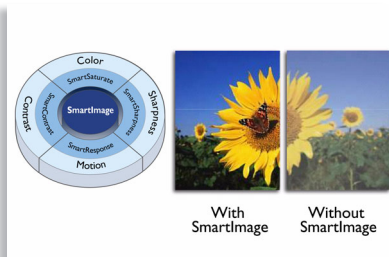 Color
SmartSaturate
Contrast
SmartContrast
SmartImage
SmartSharpness
Sharpness
SmartResponse
Motion
With
SmartImage
Without
SmartImage